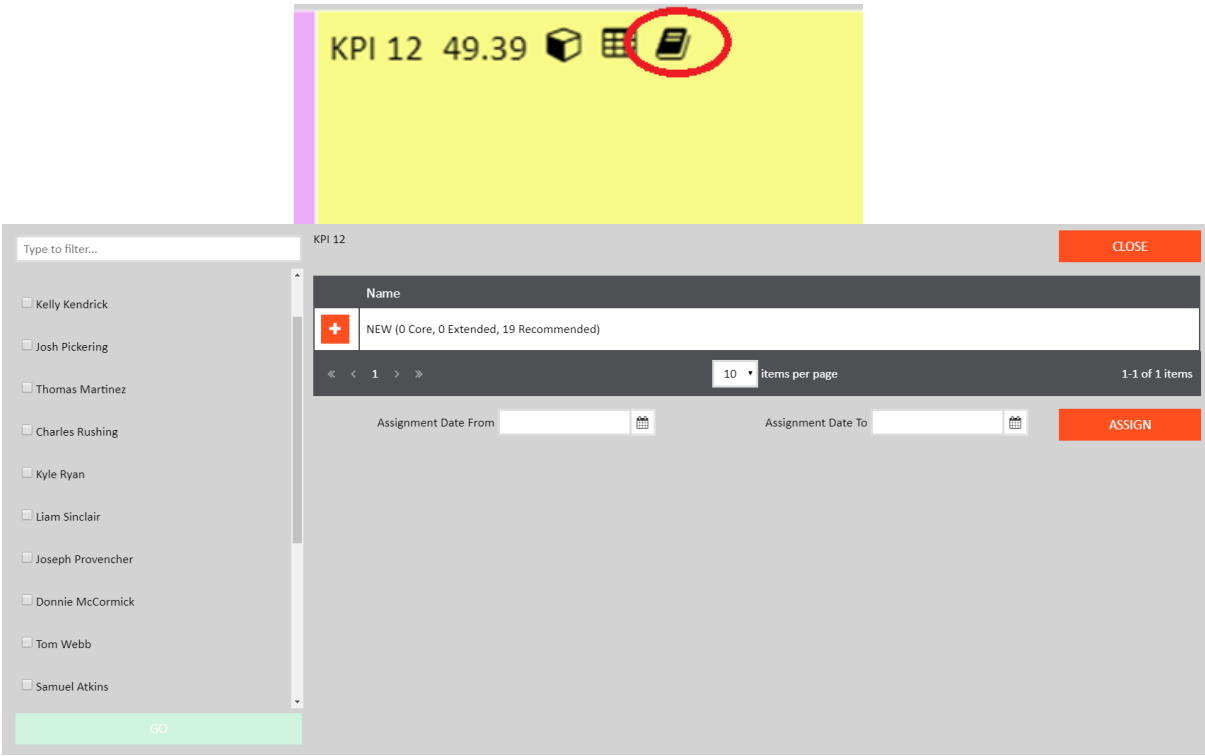 KPI 12 49.39
Type to filter...
Kelly Kendrick
Josh Pickering
Thomas Martinez
Charles Rushing
Kyle Ryan
Liam Sinclair
Joseph Provencher
Donnie McCormick
Tom Webb
Samuel Atkins
GO
KPI 12
CLOSE
Name
NEW (0 Core, 0 Extended, 19 Recommended)
« < 1 > » 10 items per page 1-1 of 1 items
Assignment Date From Assignment Date To ASSIGN